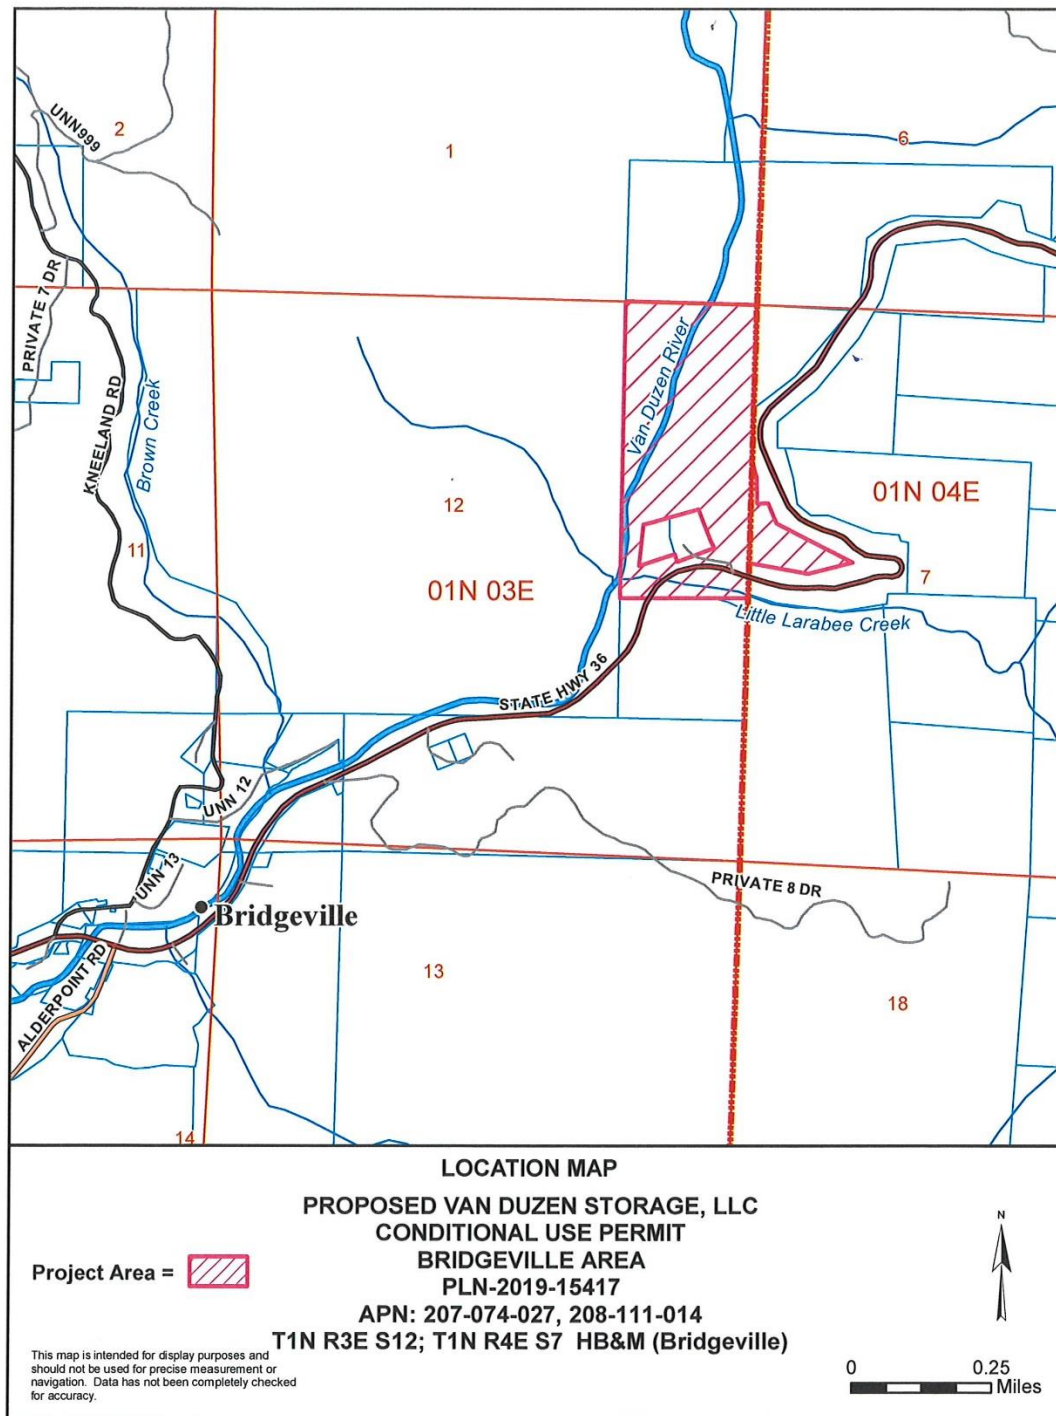 UNN999
2
1
6
PRIVATE 7 DR
KNEELAND RD
Brown Creek
Van-Duzen River
12
01N 04E
11
01N 03E
7
Little Larabee Creek
STATE HWY 36
UNN 12
UNN 13
PRIVATE 8 DR
Bridgeville
ALDERPOINT RD
13
18
14
LOCATION MAP
PROPOSED VAN DUZEN STORAGE, LLC
CONDITIONAL USE PERMIT
BRIDGEVILLE AREA
PLN-2019-15417
APN: 207-074-027, 208-111-014
T1N R3E S12; T1N R4E S7 HB&M (Bridgeville)
Project Area =
This map is intended for display purposes and
should not be used for precise measurement or
navigation. Data has not been completely checked
for accuracy.
N
0 0.25
Miles